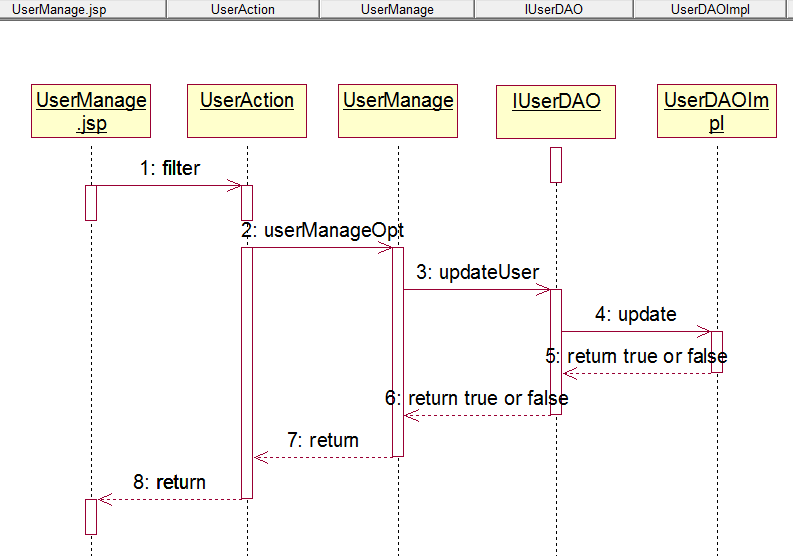 UserManage.jsp UserAction UserManage IUserDAO UserDAOImpl
UserManage
.jsp
UserAction
UserManage
IUserDAO
UserDAOIm
pl
1: filter
2: userManageOpt
3: updateUser
4: update
5: return true or false
6: return true or false
7: return
8: return